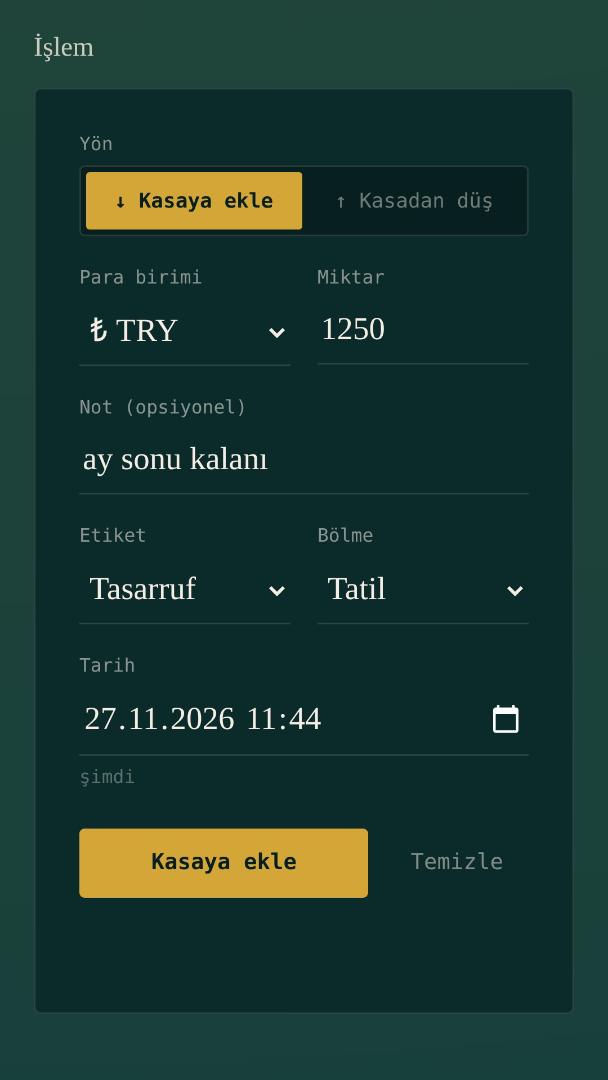 İşlem
Yön
↓ Kasaya ekle ↑ Kasadan düş
Para birimi Miktar
₺ TRY 1250
Not (opsiyonel)
ay sonu kalanı
Etiket Bölme
Tasarruf Tatil
Tarih
27.11.2026 11:44
şimdi
Kasaya ekle Temizle